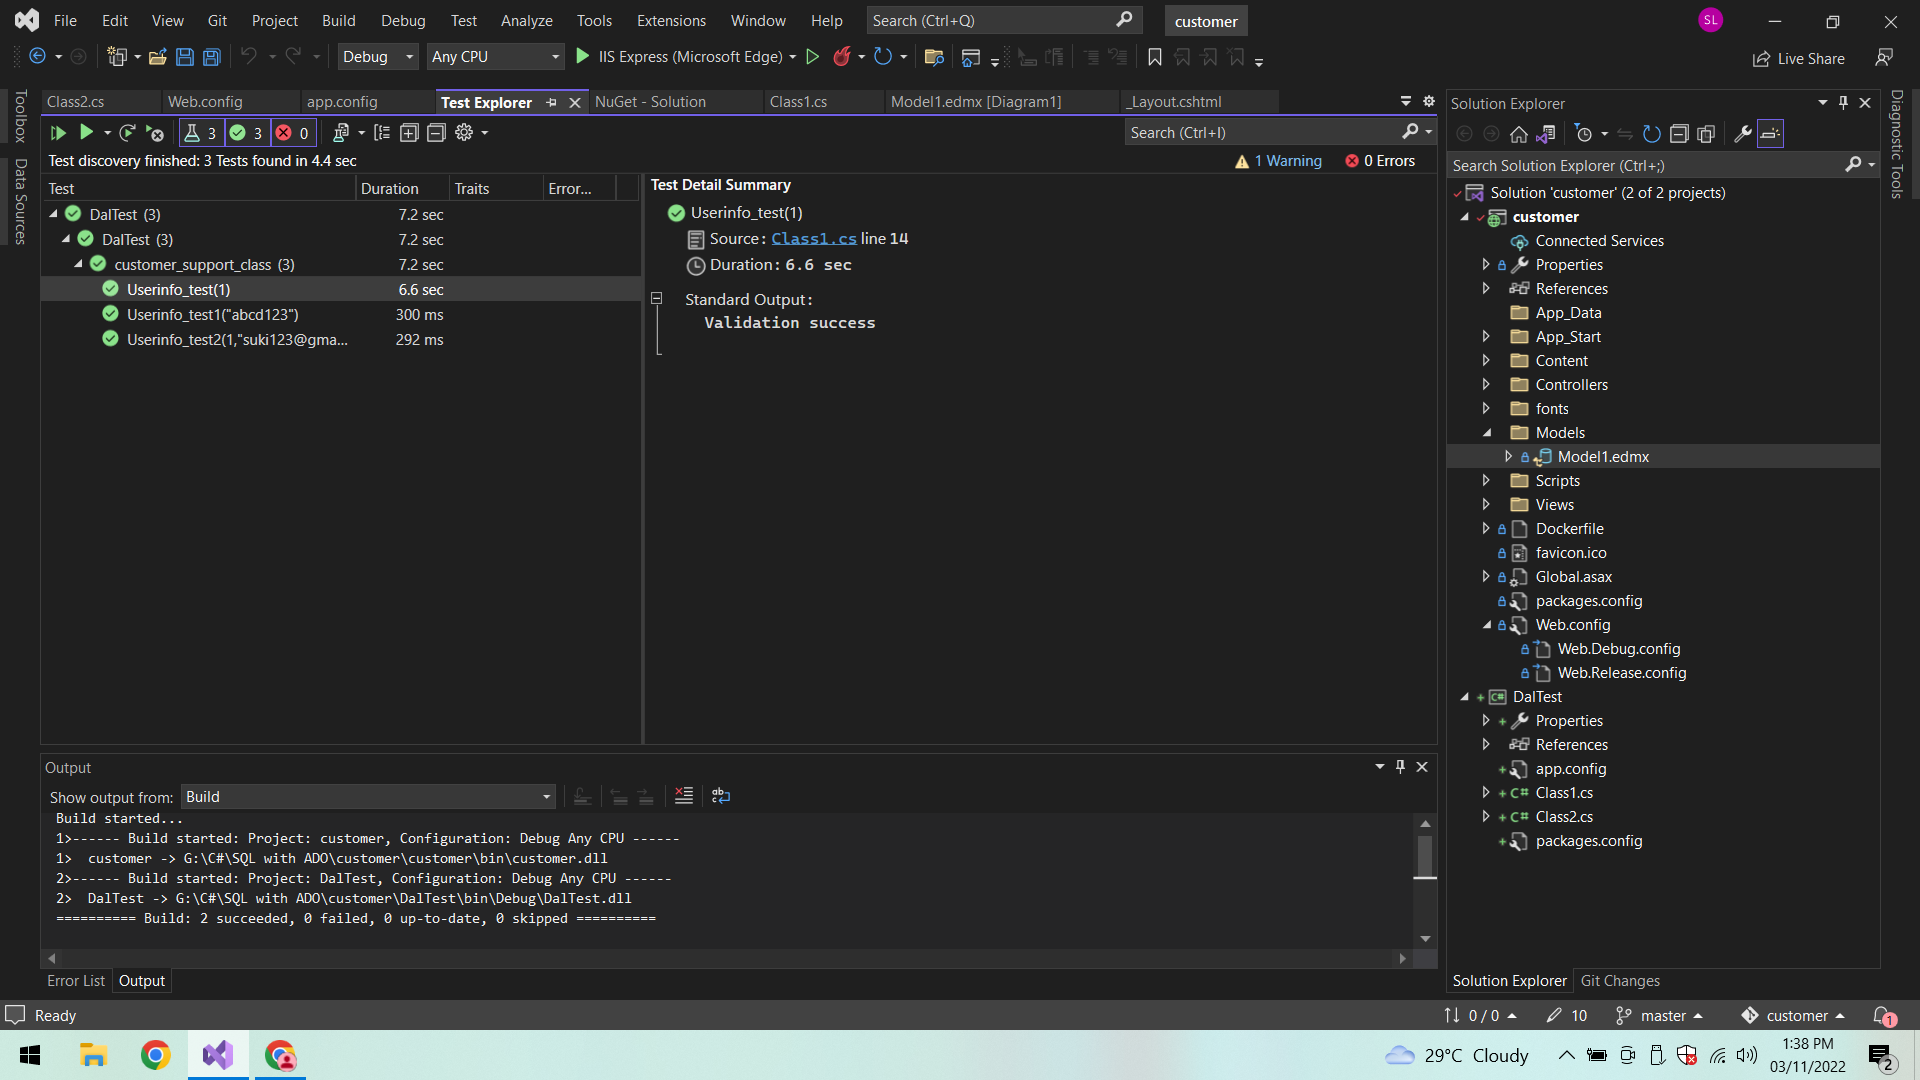 File Edit View Git Project Build Debug Test Analyze Tools Extensions Window Help Search (Ctrl+Q) customer SL
Debug Any CPU IIS Express (Microsoft Edge) Live Share
Toolbox
Data Sources
Class2.cs Web.config app.config Test Explorer NuGet - Solution Class1.cs Model1.edmx [Diagram1] _Layout.cshtml
3 3 0 Search (Ctrl+I)
Test discovery finished: 3 Tests found in 4.4 sec 1 Warning 0 Errors
Test Duration Traits Error...
DalTest (3) 7.2 sec
DalTest (3) 7.2 sec
customer_support_class (3) 7.2 sec
Userinfo_test(1) 6.6 sec
Userinfo_test1("abcd123") 300 ms
Userinfo_test2(1,"suki123@gma... 292 ms
Test Detail Summary
Userinfo_test(1)
Source: Class1.cs line 14
Duration: 6.6 sec
Standard Output:
Validation success
Output
Show output from: Build
Build started...
1>------ Build started: Project: customer, Configuration: Debug Any CPU ------
1>  customer -> G:\C#\SQL with ADO\customer\customer\bin\customer.dll
2>------ Build started: Project: DalTest, Configuration: Debug Any CPU ------
2>  DalTest -> G:\C#\SQL with ADO\customer\DalTest\bin\Debug\DalTest.dll
========== Build: 2 succeeded, 0 failed, 0 up-to-date, 0 skipped ==========
Error List Output
Solution Explorer
Search Solution Explorer (Ctrl+;)
Solution 'customer' (2 of 2 projects)
customer
Connected Services
Properties
References
App_Data
App_Start
Content
Controllers
fonts
Models
Model1.edmx
Scripts
Views
Dockerfile
favicon.ico
Global.asax
packages.config
Web.config
Web.Debug.config
Web.Release.config
DalTest
Properties
References
app.config
Class1.cs
Class2.cs
packages.config
Solution Explorer Git Changes
Diagnostic Tools
Ready 0 / 0 10 master customer 1
29°C Cloudy 1:38 PM
03/11/2022 2